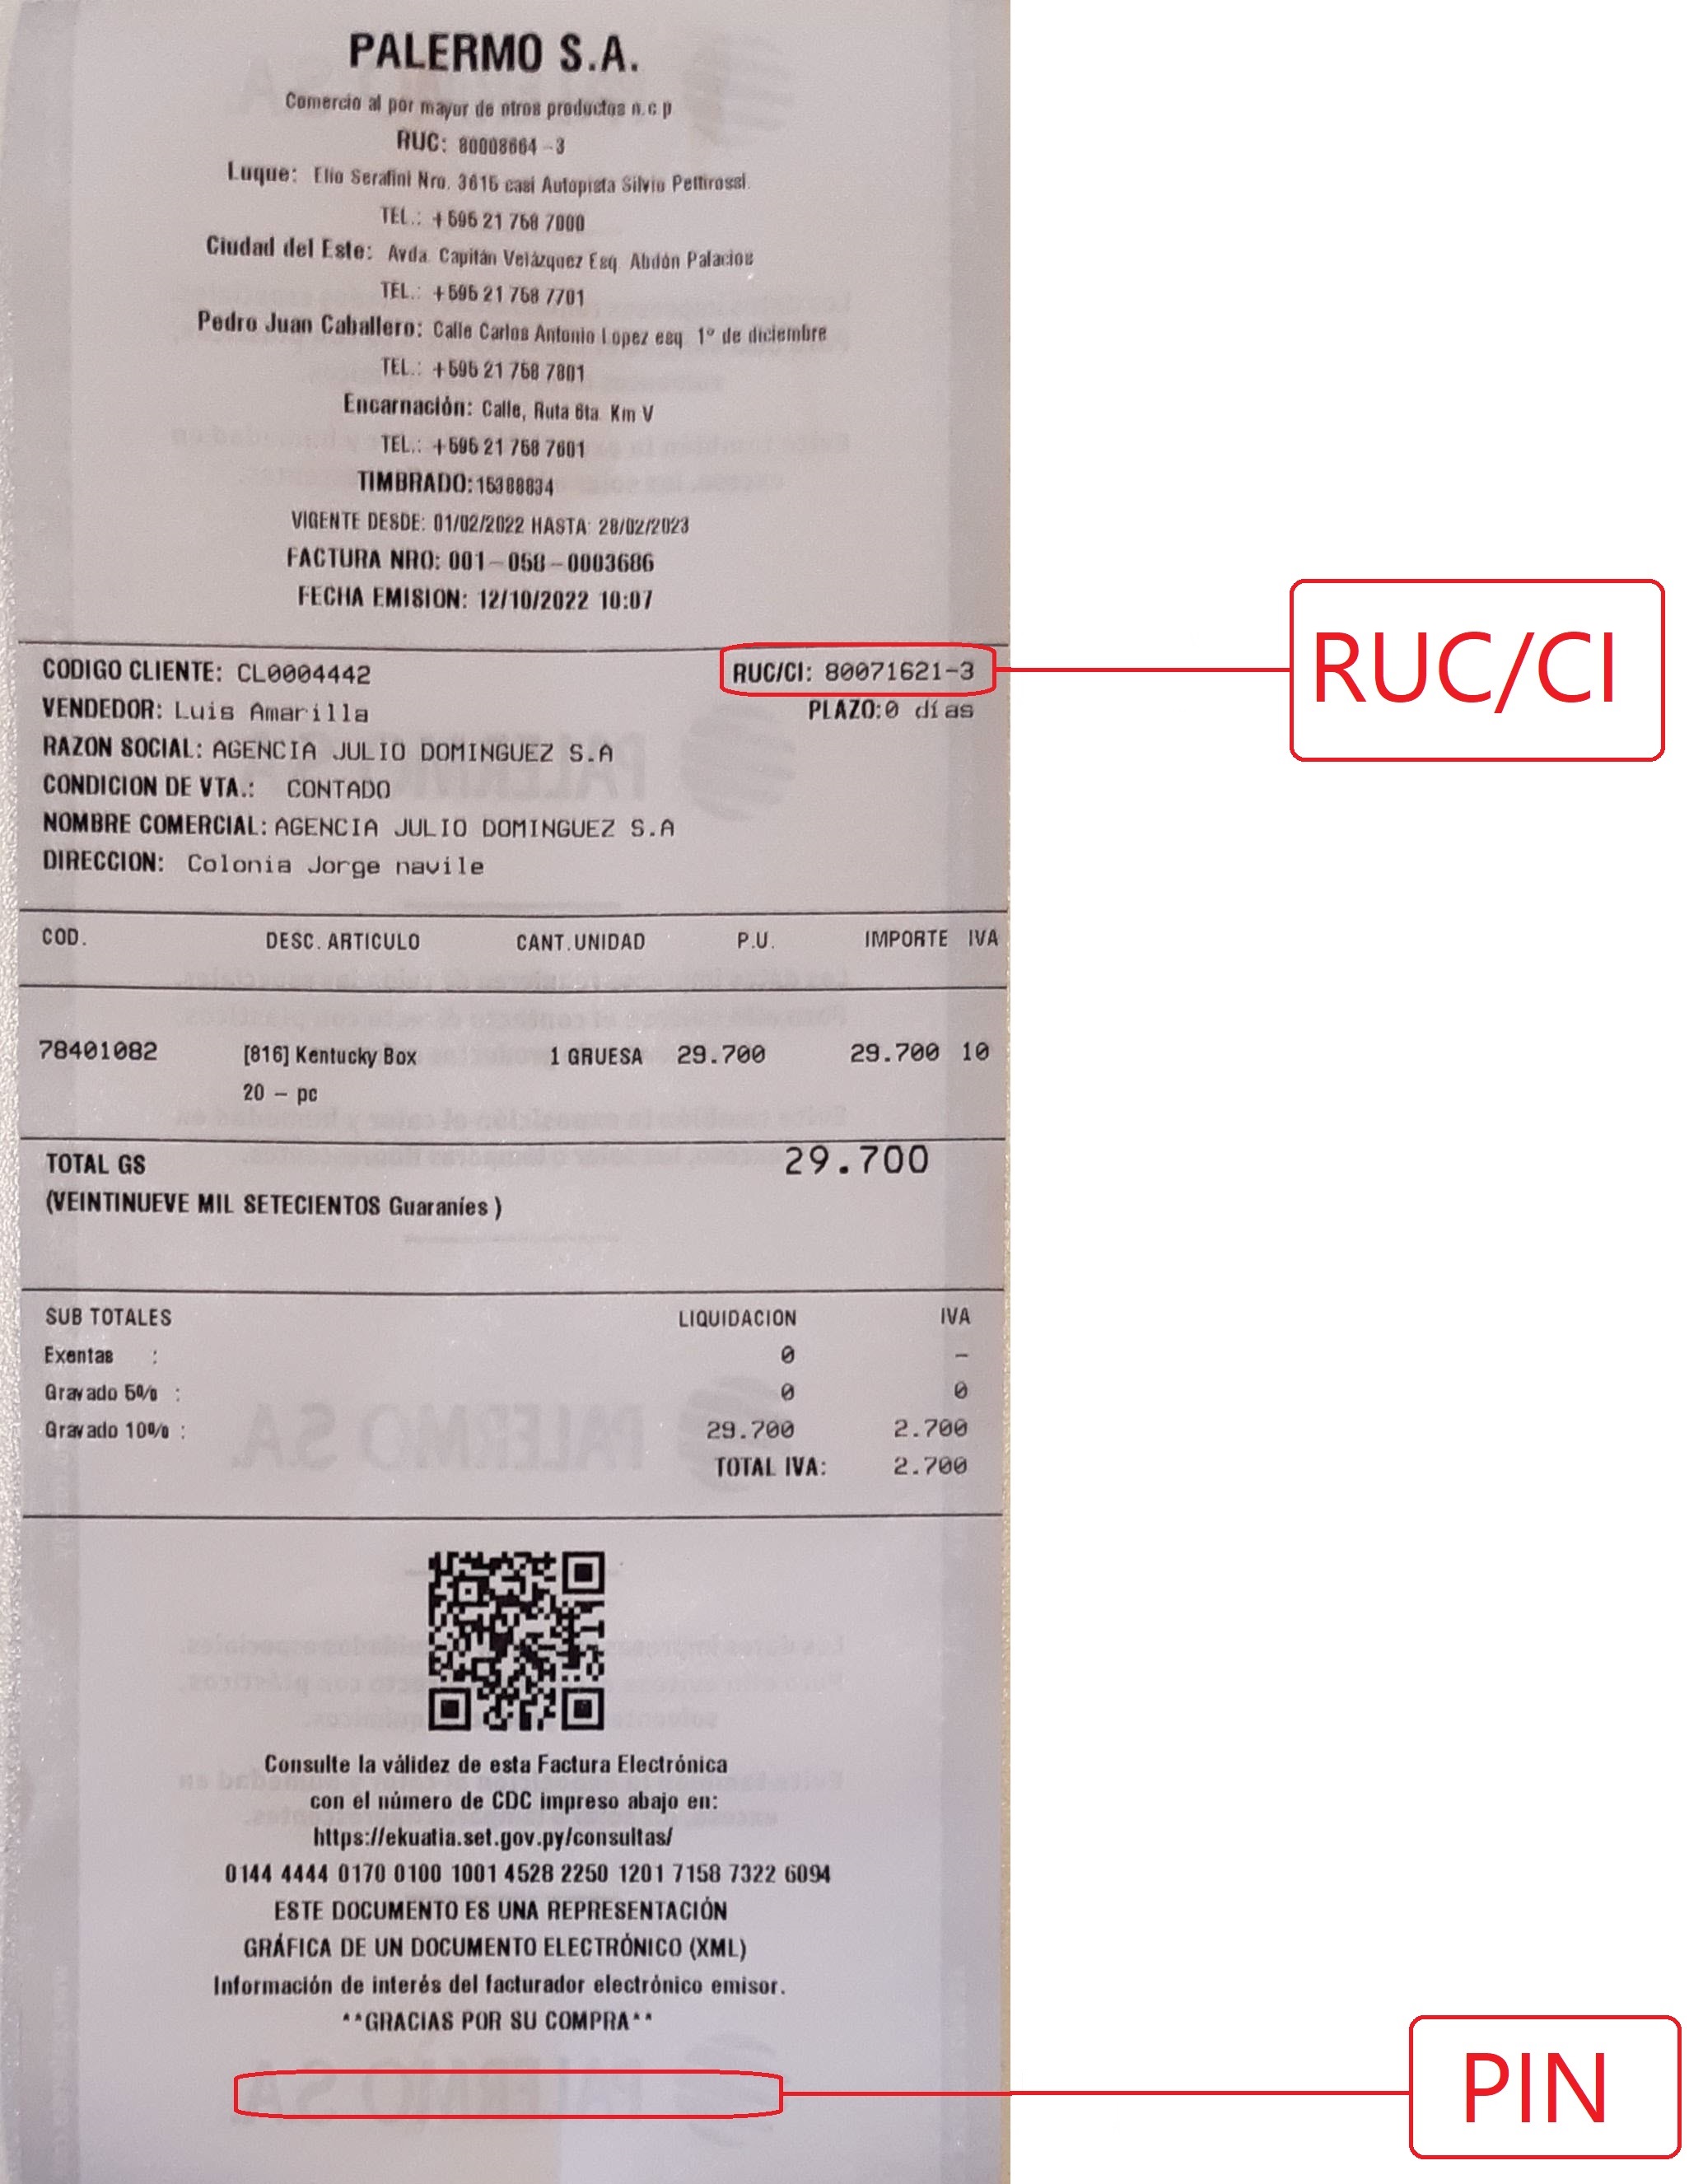 PALERMO S.A.
Comercio al por mayor de otros productos n.c.p
RUC: 80008664-3
Luque: Elio Serafini Nro. 3615 casi Autopista Silvio Pettirossi.
TEL.: +595 21 758 7000
Ciudad del Este: Avda. Capitán Velázquez Esq. Abdón Palacios
TEL.: +595 21 758 7701
Pedro Juan Caballero: Calle Carlos Antonio Lopez esq. 1º de diciembre
TEL.: +595 21 758 7801
Encarnación: Calle, Ruta 6ta. Km V
TEL.: +595 21 758 7601
TIMBRADO:15388834
VIGENTE DESDE: 01/02/2022 HASTA: 28/02/2023
FACTURA NRO: 001-058-0003686
FECHA EMISION: 12/10/2022 10:07
CODIGO CLIENTE: CL0004442 RUC/CI: 80071621-3 RUC/CI
VENDEDOR: Luis Amarilla PLAZO:0 días
RAZON SOCIAL: AGENCIA JULIO DOMINGUEZ S.A
CONDICION DE VTA.: CONTADO
NOMBRE COMERCIAL: AGENCIA JULIO DOMINGUEZ S.A
DIRECCION: Colonia Jorge navile
COD. DESC. ARTICULO CANT.UNIDAD P.U. IMPORTE IVA
78401082 [816] Kentucky Box 1 GRUESA 29.700 29.700 10
20 - pc
TOTAL GS 29.700
(VEINTINUEVE MIL SETECIENTOS Guaraníes )
SUB TOTALES LIQUIDACION IVA
Exentas : 0 -
Gravado 5% : 0 0
Gravado 10% : 29.700 2.700
TOTAL IVA: 2.700
Consulte la válidez de esta Factura Electrónica
con el número de CDC impreso abajo en:
https://ekuatia.set.gov.py/consultas/
0144 4444 0170 0100 1001 4528 2250 1201 7158 7322 6094
ESTE DOCUMENTO ES UNA REPRESENTACIÓN
GRÁFICA DE UN DOCUMENTO ELECTRÓNICO (XML)
Información de interés del facturador electrónico emisor.
**GRACIAS POR SU COMPRA**
PIN